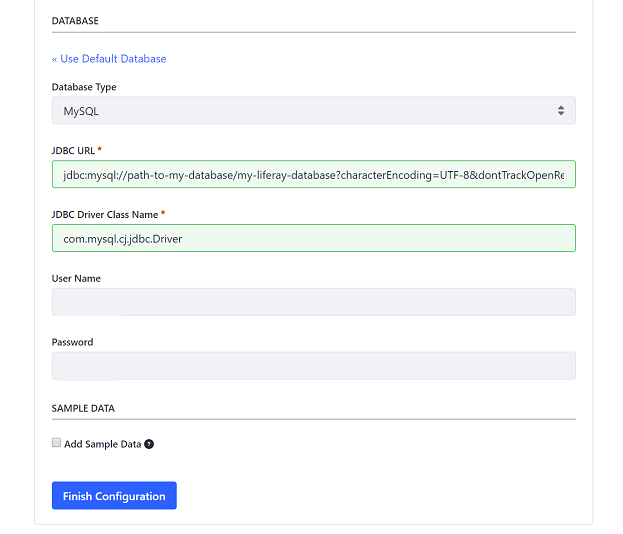 DATABASE
« Use Default Database
Database Type
MySQL
JDBC URL *
jdbc:mysql://path-to-my-database/my-liferay-database?characterEncoding=UTF-8&dontTrackOpenRe
JDBC Driver Class Name *
com.mysql.cj.jdbc.Driver
User Name
Password
SAMPLE DATA
Add Sample Data ?
Finish Configuration